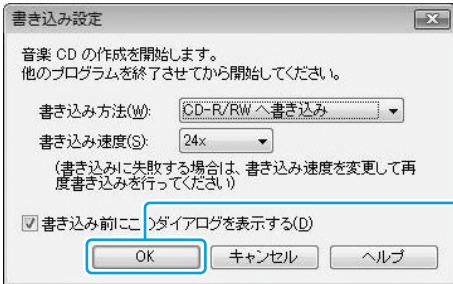 書き込み設定
音楽 CD の作成を開始します。
他のプログラムを終了させてから開始してください。
書き込み方法(W): CD-R/RW へ書き込み
書き込み速度(S): 24x
(書き込みに失敗する場合は、書き込み速度を変更して再
度書き込みを行ってください)
書き込み前にこのダイアログを表示する(D)
OK キャンセル ヘルプ